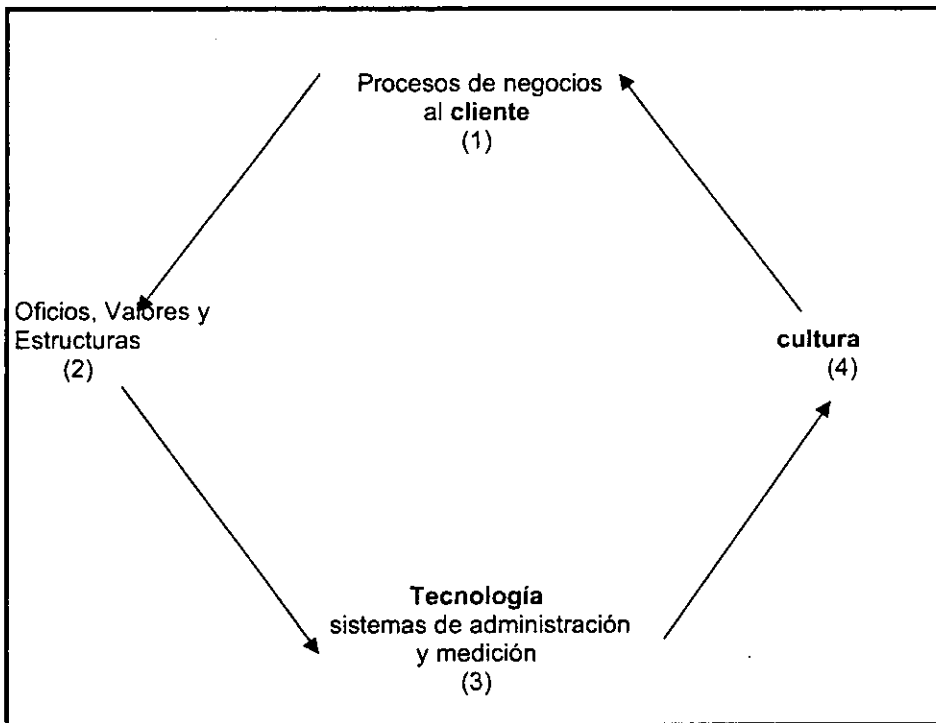 Procesos de negocios
al cliente
(1)
Oficios, Valores y
Estructuras
(2)
cultura
(4)
Tecnología
sistemas de administración
y medición
(3)